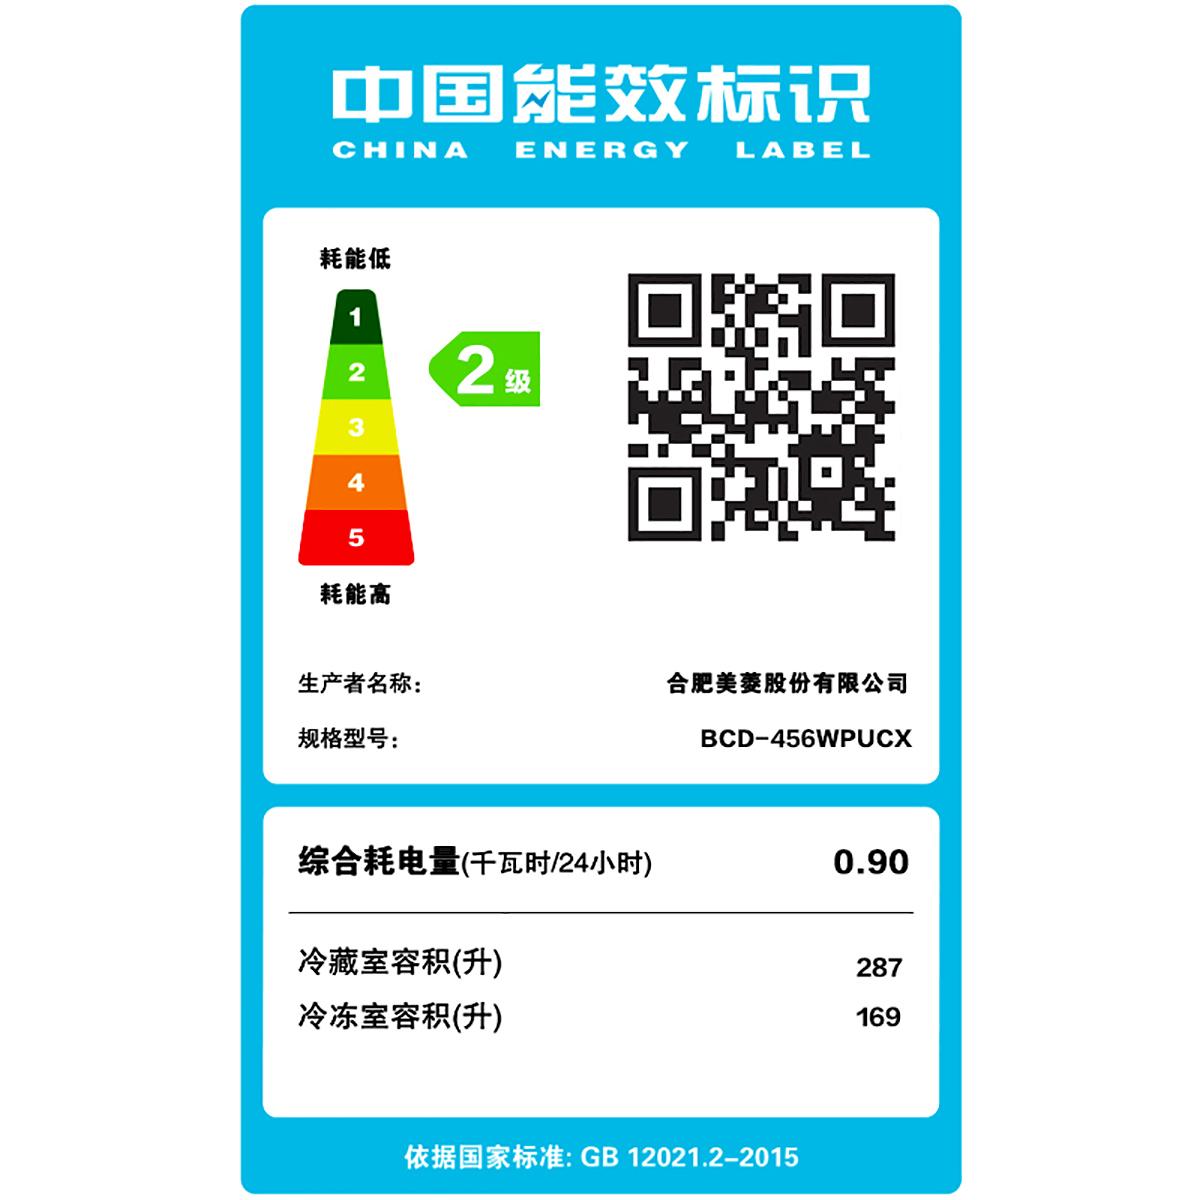 中国能效标识
CHINA ENERGY LABEL
耗能低
1
2
3
4
5
2级
耗能高
生产者名称: 合肥美菱股份有限公司
规格型号: BCD-456WPUCX
综合耗电量(千瓦时/24小时) 0.90
冷藏室容积(升) 287
冷冻室容积(升) 169
依据国家标准: GB 12021.2-2015